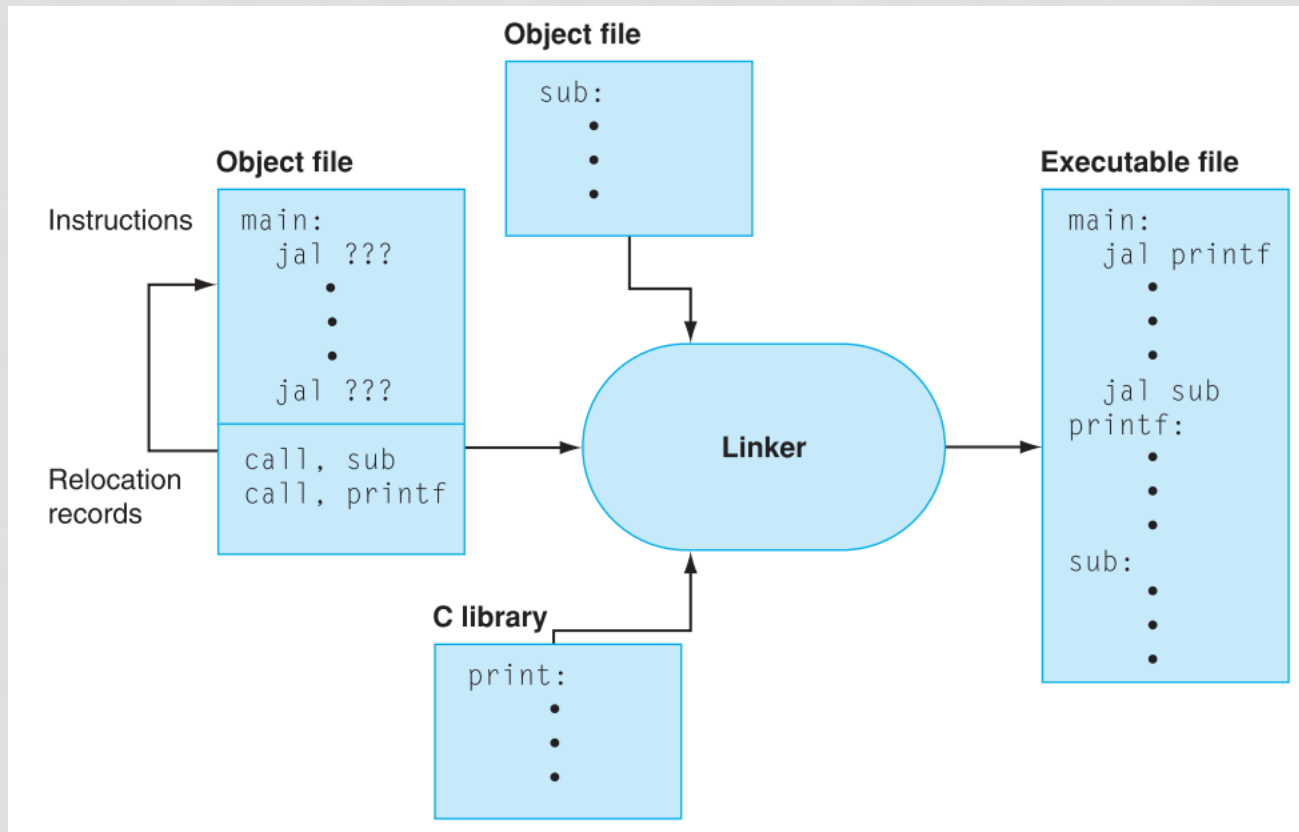 Object file
sub:
Object file
Instructions
main:
jal ???
jal ???
Relocation
records
call, sub
call, printf
Linker
C library
print:
Executable file
main:
jal printf
jal sub
printf:
sub: